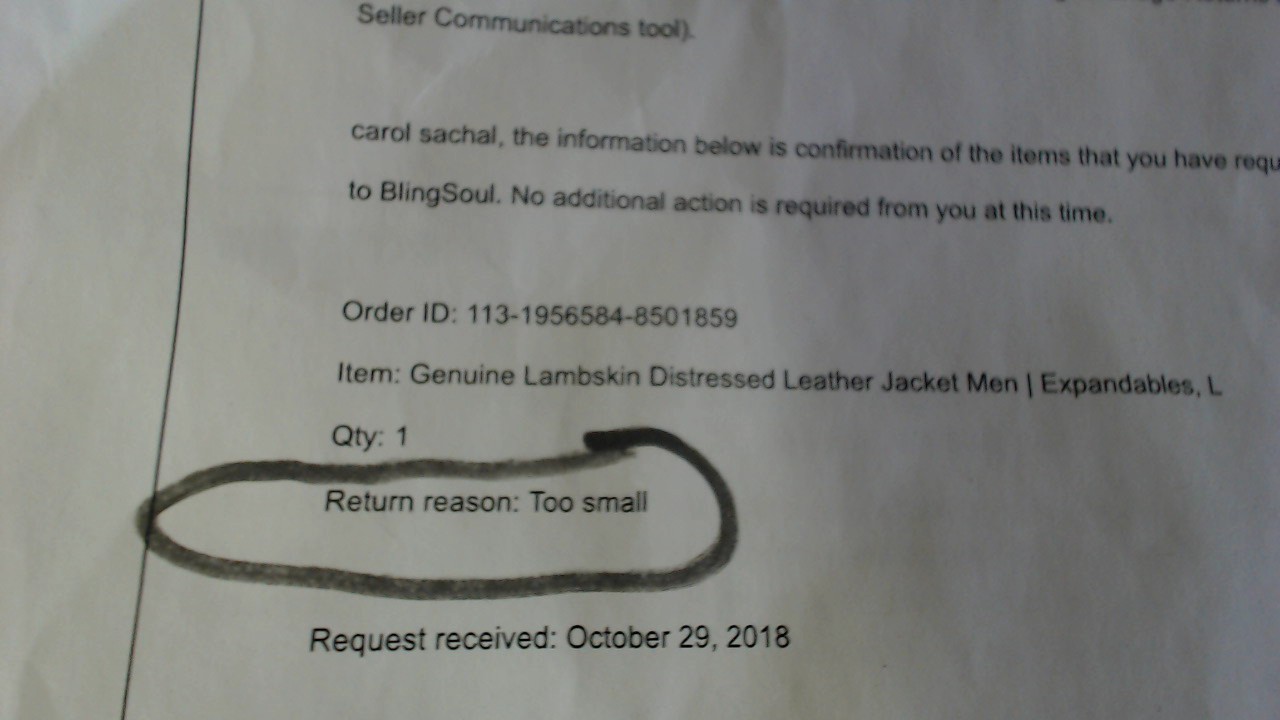 Seller Communications tool).
carol sachal, the information below is confirmation of the items that you have requ
to BlingSoul. No additional action is required from you at this time.
Order ID: 113-1956584-8501859
Item: Genuine Lambskin Distressed Leather Jacket Men | Expandables, L
Qty: 1
Return reason: Too small
Request received: October 29, 2018